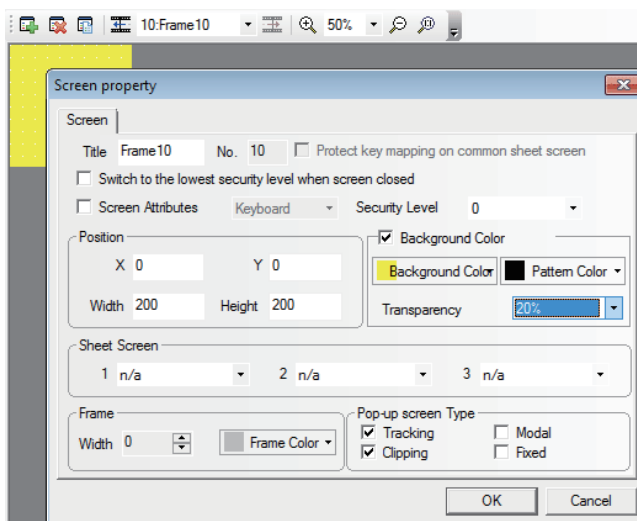 10:Frame10 50%
Screen property
Screen
Title Frame10 No. 10 Protect key mapping on common sheet screen
Switch to the lowest security level when screen closed
Screen Attributes Keyboard Security Level 0
Position
X 0 Y 0
Width 200 Height 200
Background Color
Background Color Pattern Color
Transparency 20%
Sheet Screen
1 n/a 2 n/a 3 n/a
Frame
Width 0 Frame Color
Pop-up screen Type
Tracking Modal
Clipping Fixed
OK Cancel